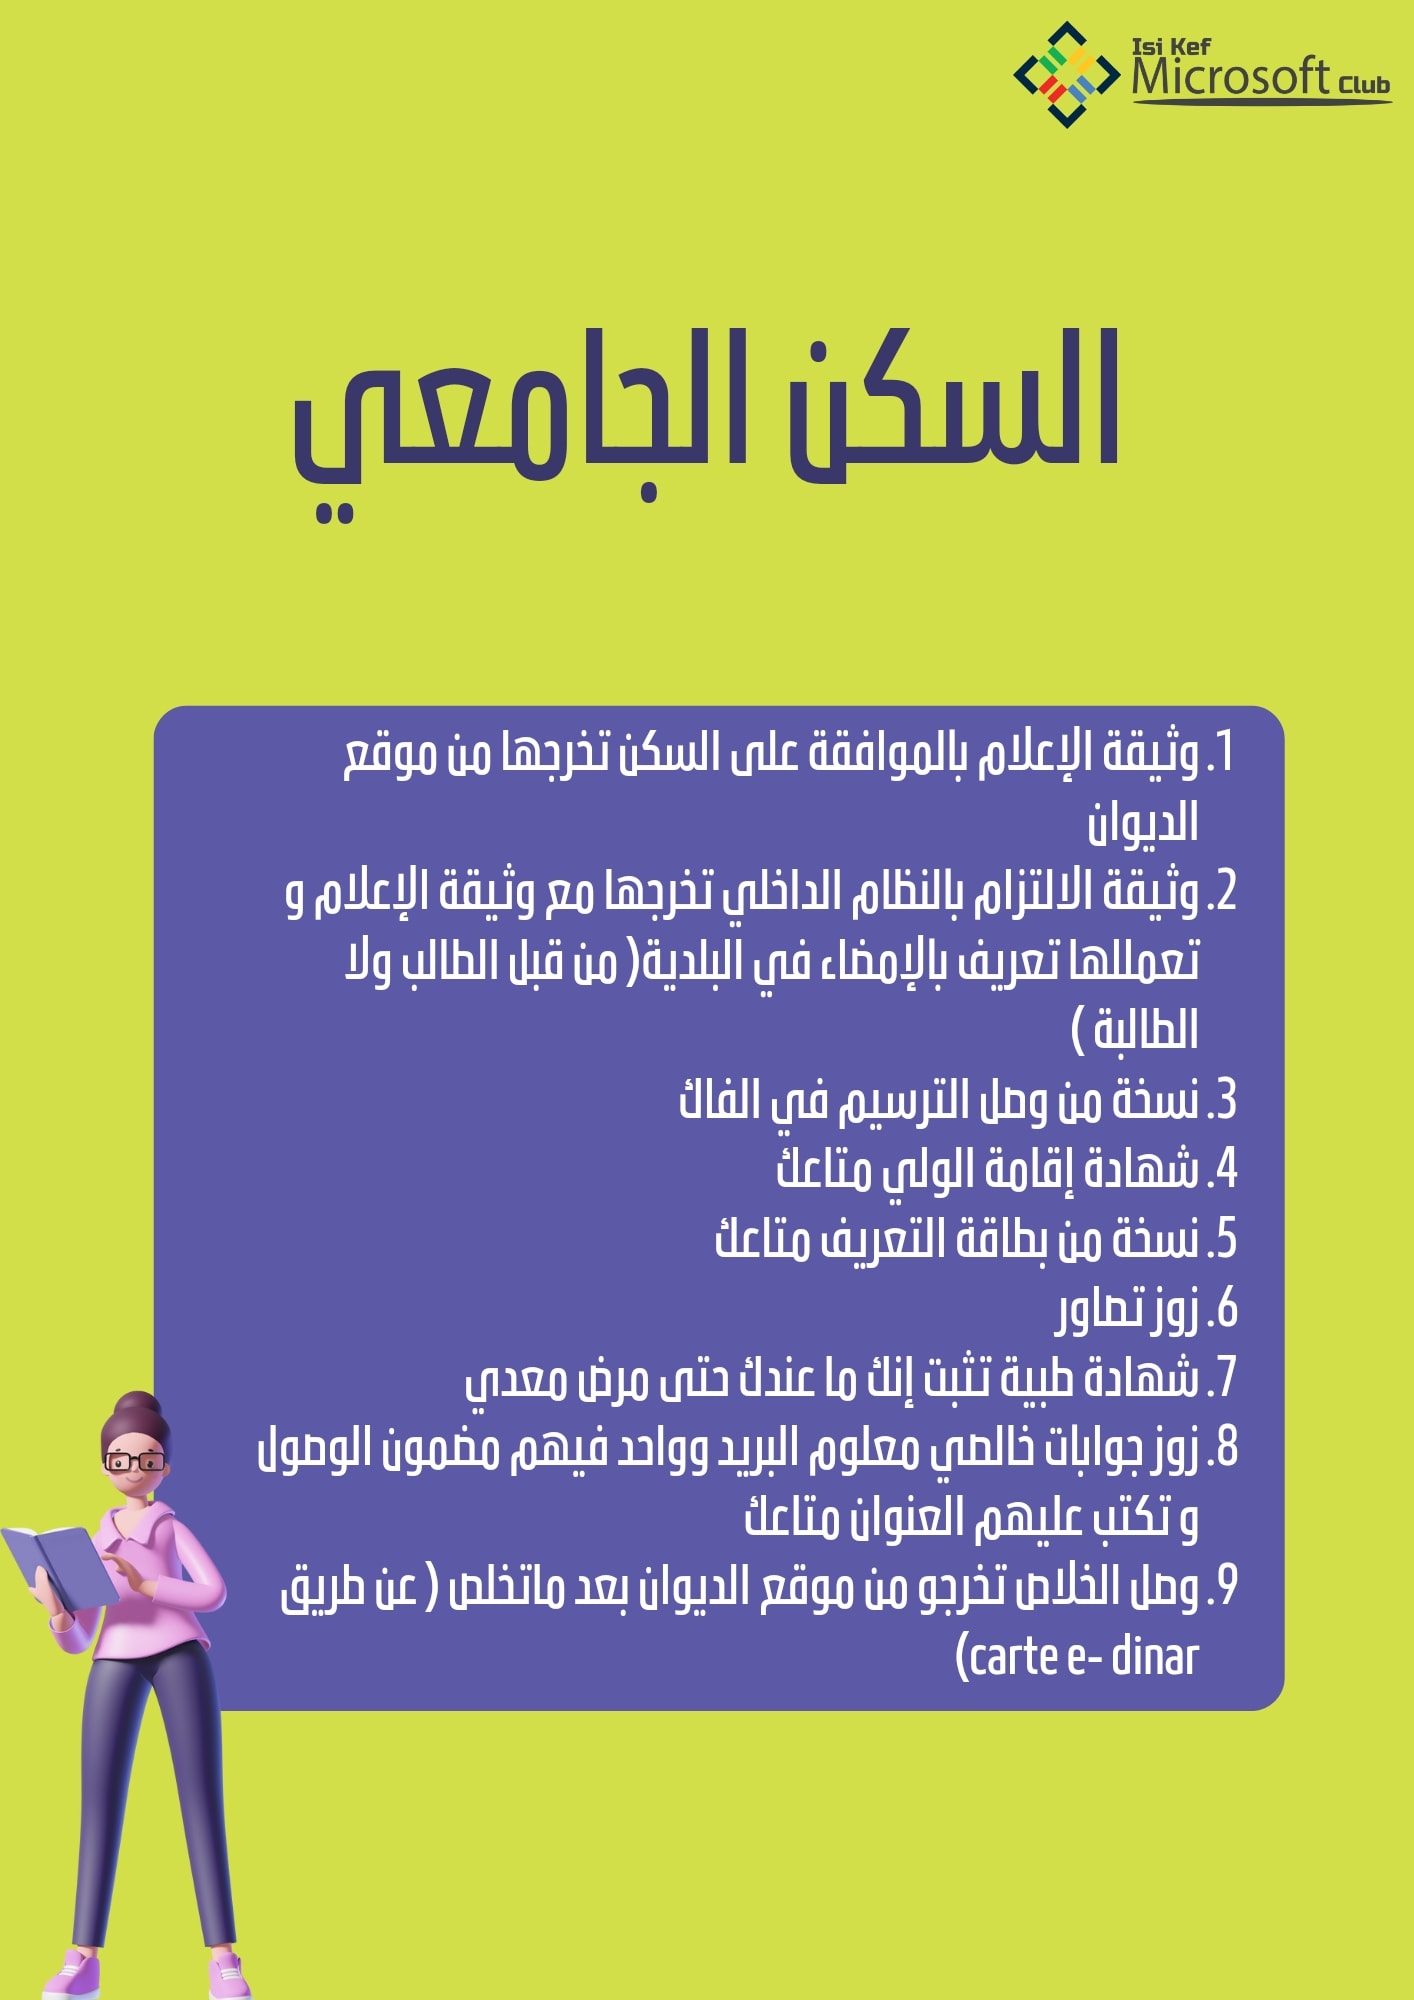 Isi Kef
Microsoft Club
السكن الجامعي
1. وثيقة الإعلام بالموافقة على السكن تخرجها من موقع
الديوان
2. وثيقة الالتزام بالنظام الداخلي تخرجها مع وثيقة الإعلام و
تعمللها تعريف بالإمضاء في البلدية( من قبل الطالب ولا
الطالبة )
3. نسخة من وصل الترسيم في الفاك
4. شهادة إقامة الولي متاعك
5. نسخة من بطاقة التعريف متاعك
6. زوز تصاور
7. شهادة طبية تثبت إنك ما عندك حتى مرض معدي
8. زوز جوابات خالصي معلوم البريد وواحد فيهم مضمون الوصول
و تكتب عليهم العنوان متاعك
9. وصل الخلاص تخرجو من موقع الديوان بعد ماتخلص ( عن طريق
carte e- dinar)